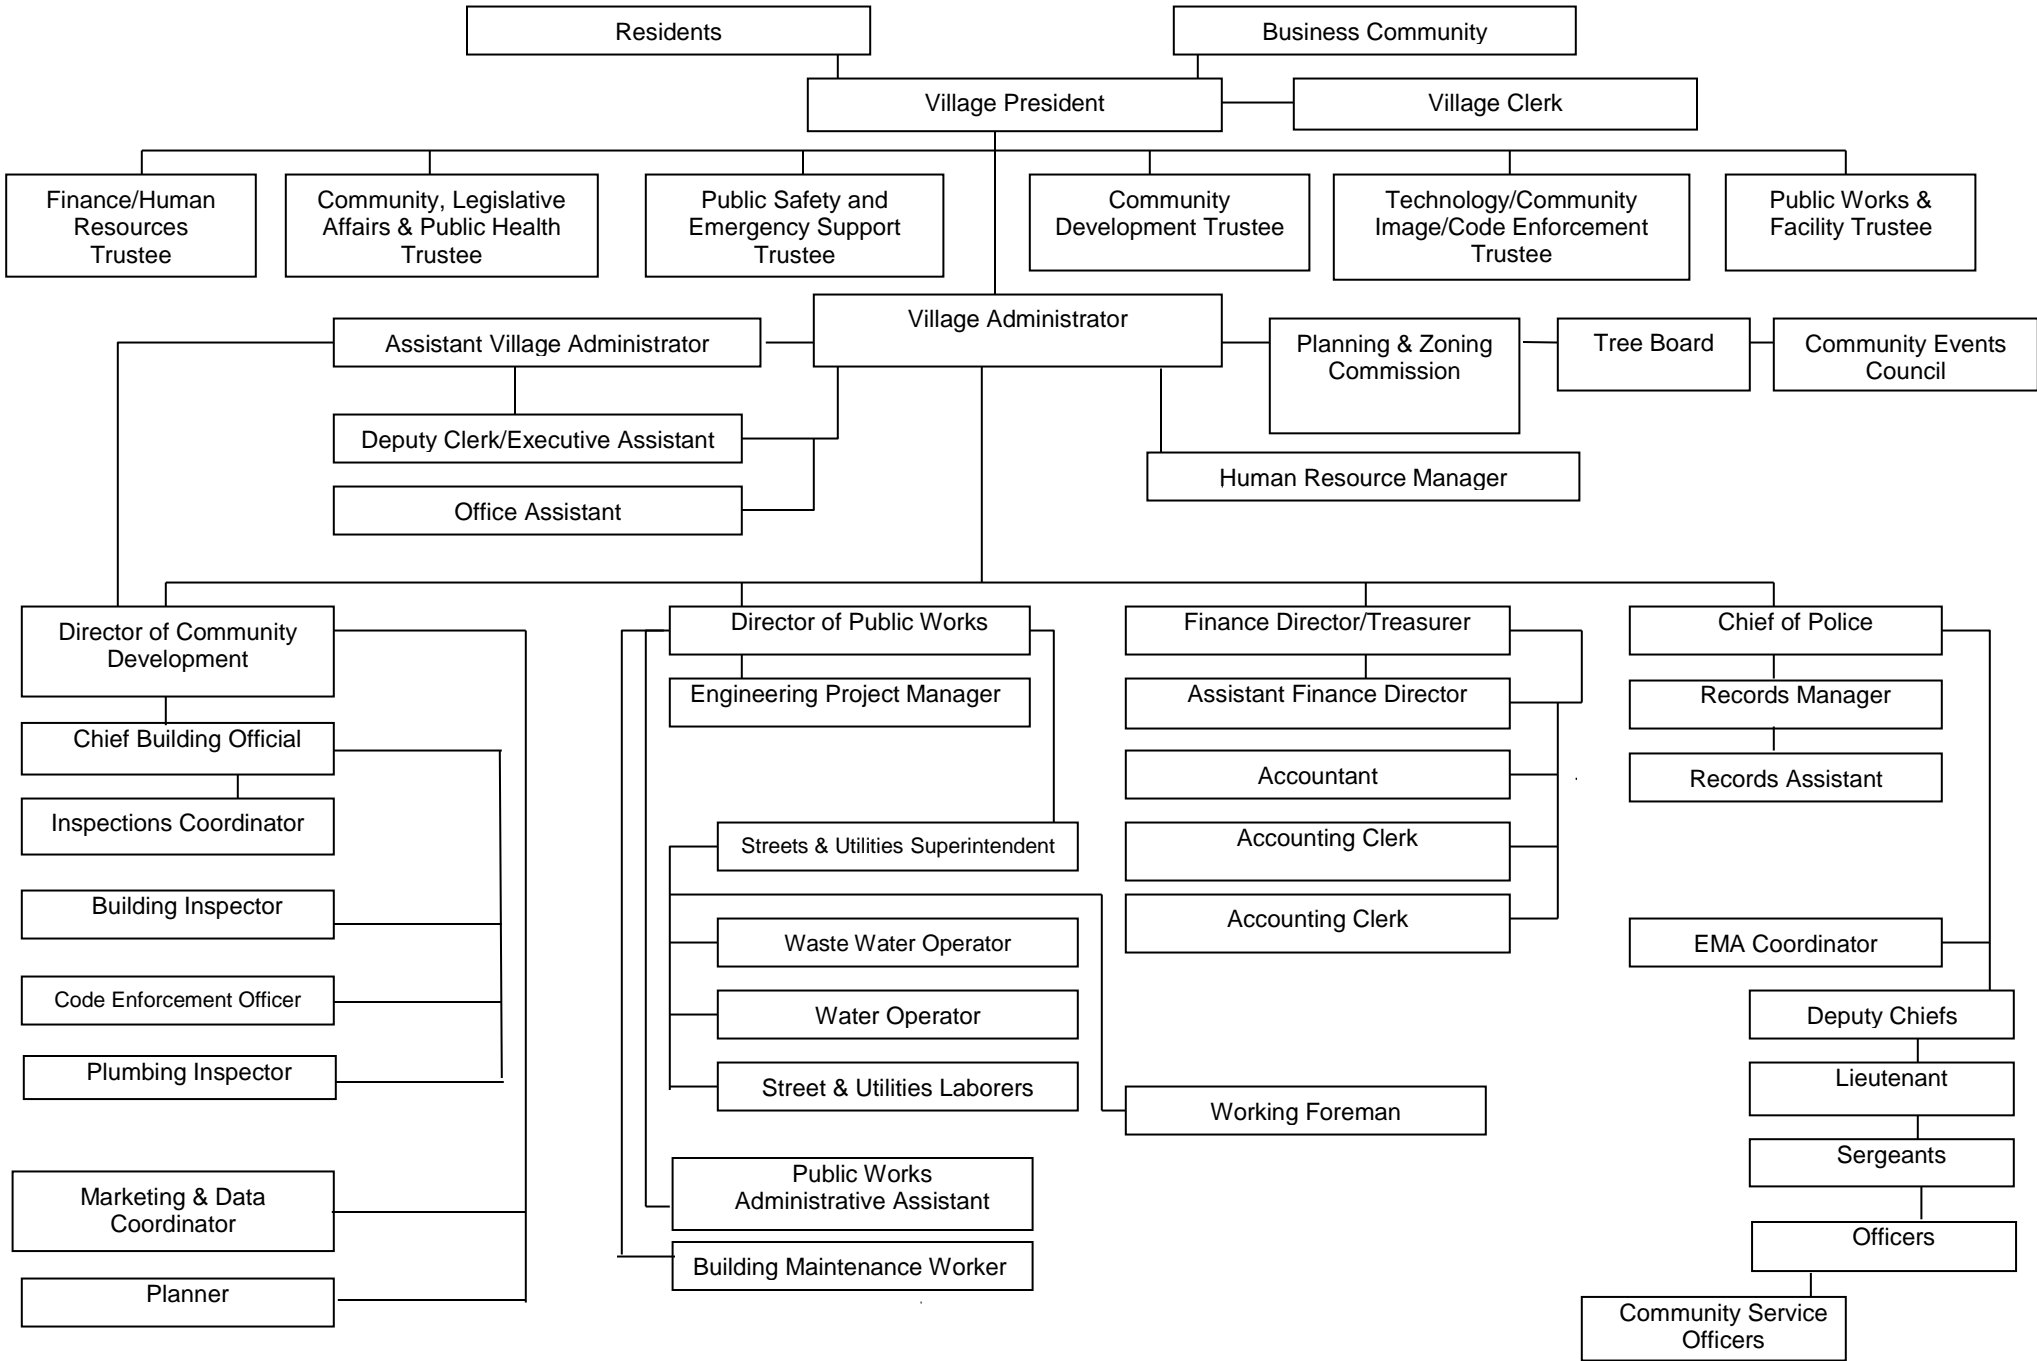 Residents
Business Community
Village President
Village Clerk
Finance/Human
Resources
Trustee
Community, Legislative
Affairs & Public Health
Trustee
Public Safety and
Emergency Support
Trustee
Community
Development Trustee
Technology/Community
Image/Code Enforcement
Trustee
Public Works &
Facility Trustee
Village Administrator
Assistant Village Administrator
Planning & Zoning
Commission
Tree Board
Community Events
Council
Deputy Clerk/Executive Assistant
Human Resource Manager
Office Assistant
Director of Community
Development
Chief Building Official
Inspections Coordinator
Building Inspector
Code Enforcement Officer
Plumbing Inspector
Marketing & Data
Coordinator
Planner
Director of Public Works
Engineering Project Manager
Streets & Utilities Superintendent
Waste Water Operator
Water Operator
Street & Utilities Laborers
Working Foreman
Public Works
Administrative Assistant
Building Maintenance Worker
Finance Director/Treasurer
Assistant Finance Director
Accountant
Accounting Clerk
Accounting Clerk
Chief of Police
Records Manager
Records Assistant
EMA Coordinator
Deputy Chiefs
Lieutenant
Sergeants
Officers
Community Service
Officers